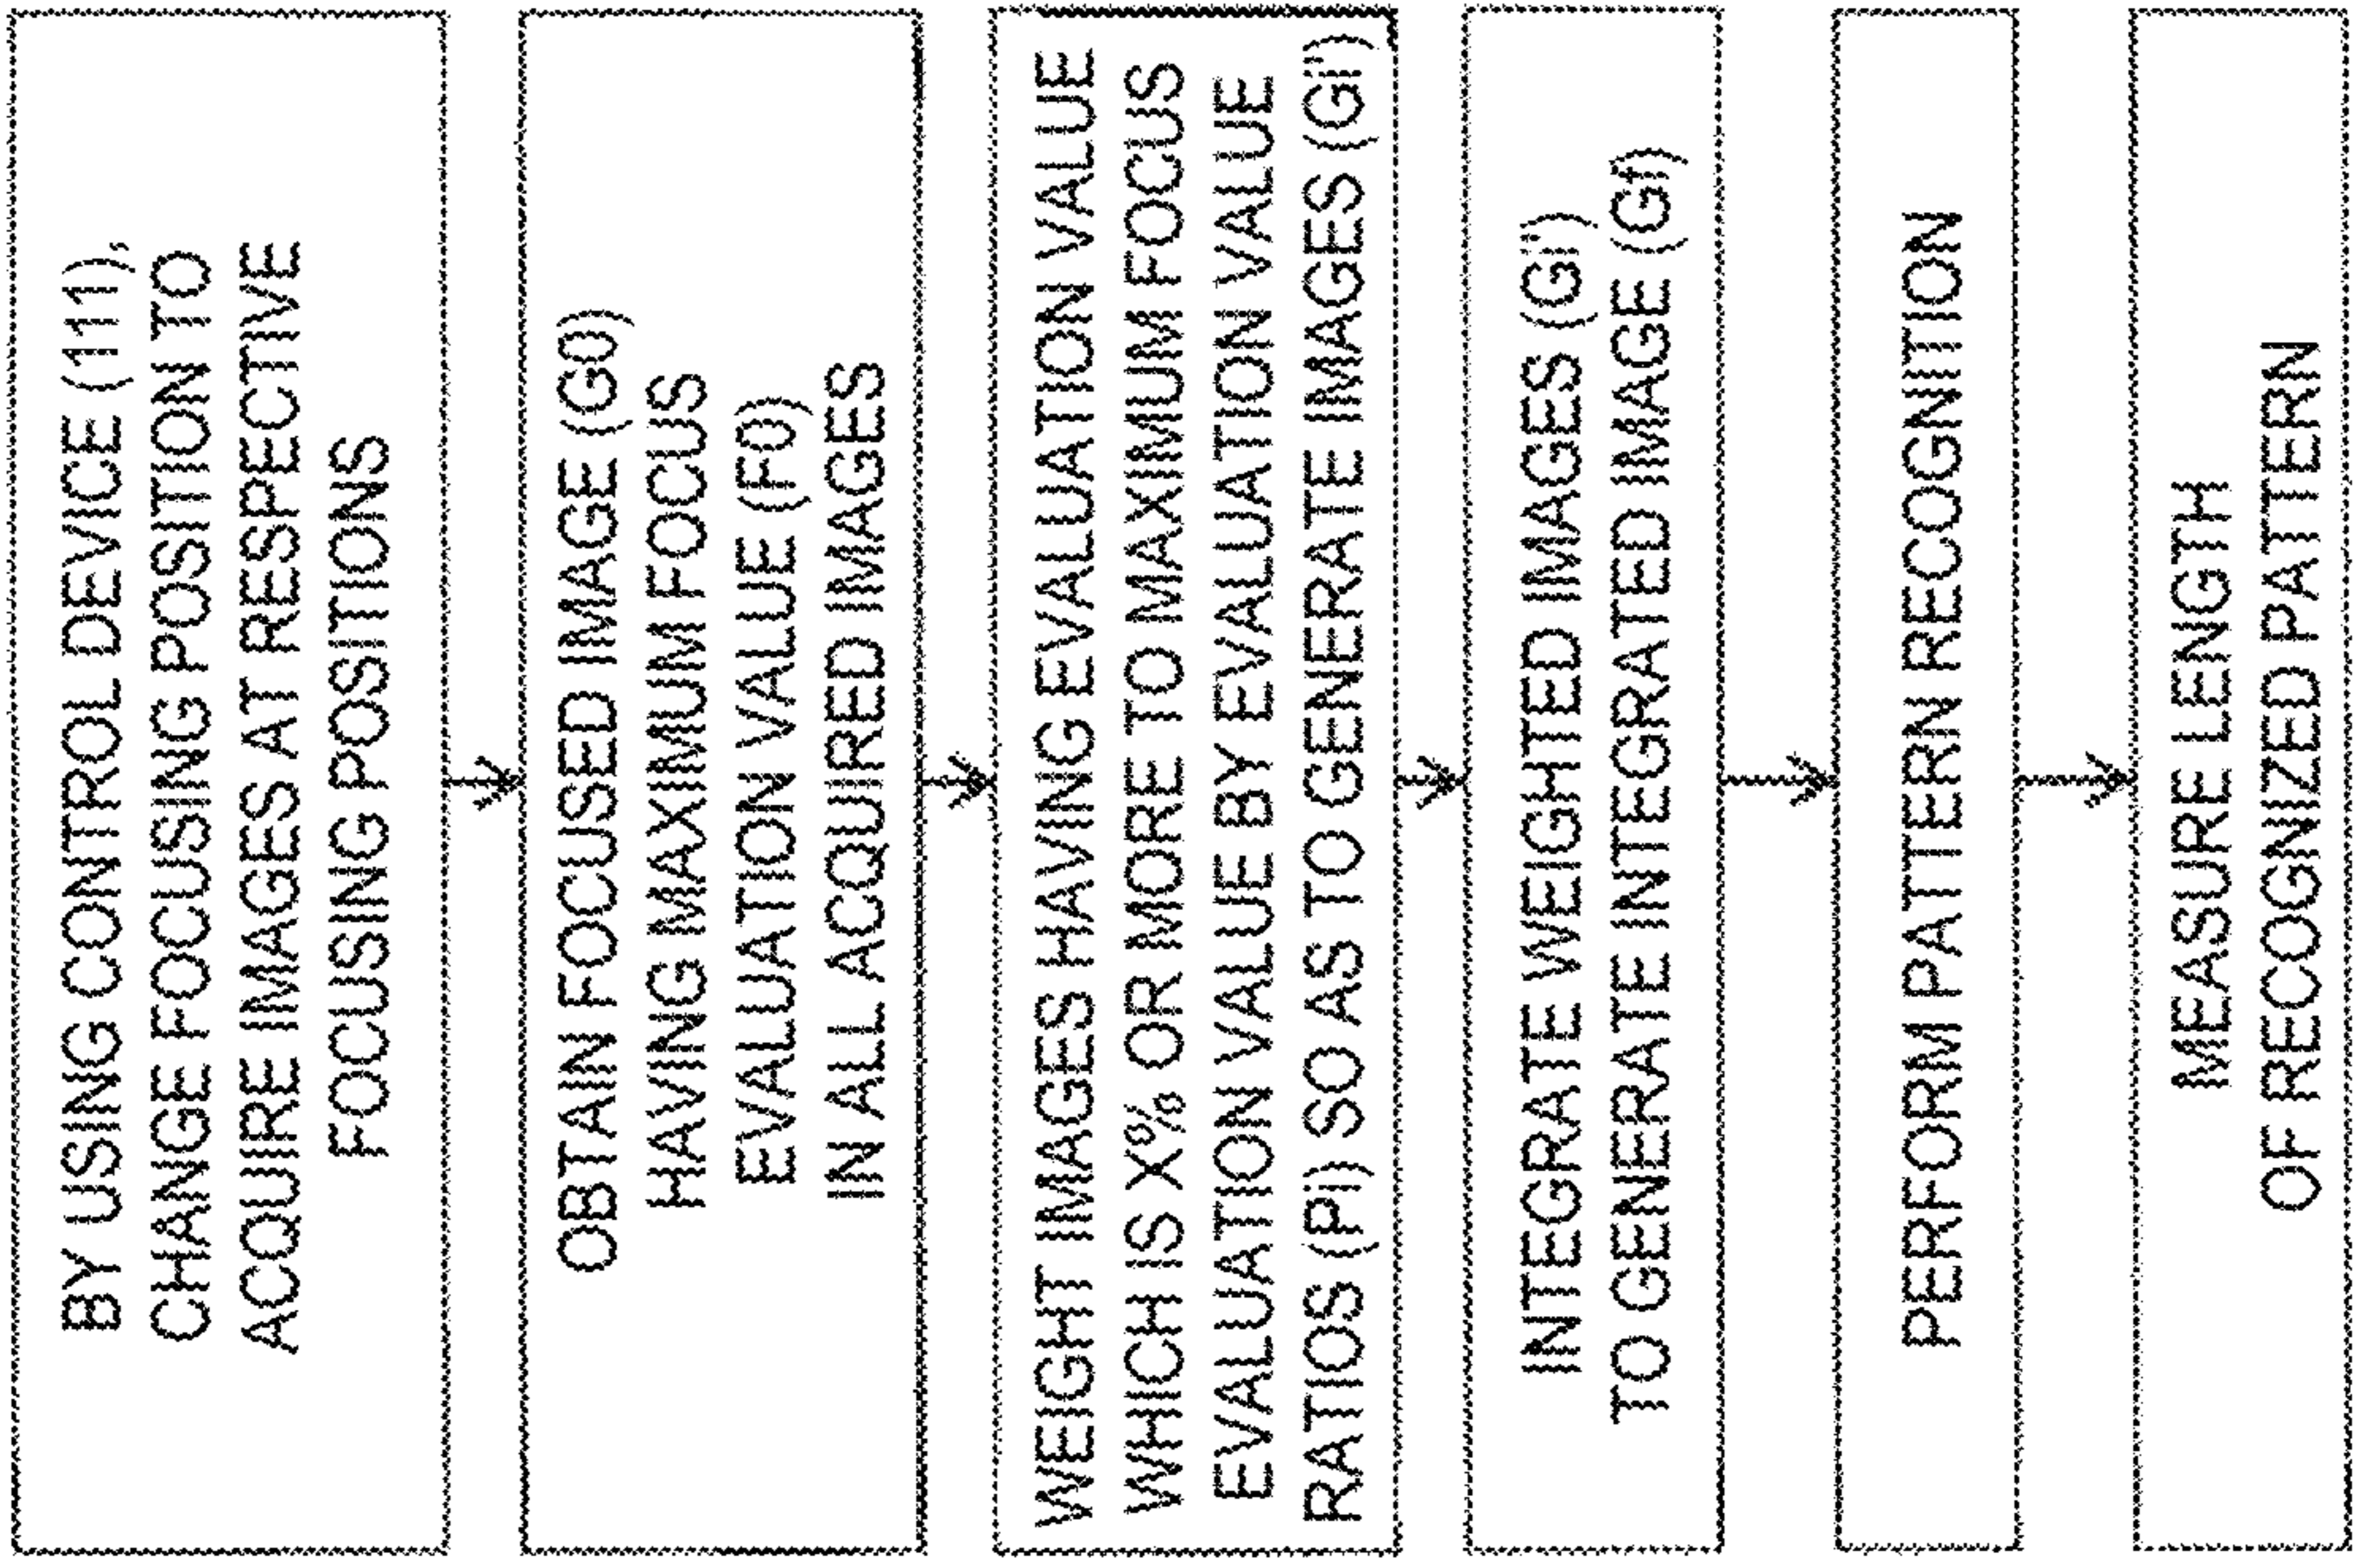 BY USING CONTROL DEVICE (111),
CHANGE FOCUSING POSITION TO
ACQUIRE IMAGES AT RESPECTIVE
FOCUSING POSITIONS
OBTAIN FOCUSED IMAGE (G0)
HAVING MAXIMUM FOCUS
EVALUATION VALUE (F0)
IN ALL ACQUIRED IMAGES
WEIGHT IMAGES HAVING EVALUATION VALUE
WHICH IS X% OR MORE TO MAXIMUM FOCUS
EVALUATION VALUE BY EVALUATION VALUE
RATIOS (Pi) SO AS TO GENERATE IMAGES (Gi')
INTEGRATE WEIGHTED IMAGES (Gi')
TO GENERATE INTEGRATED IMAGE (Gf)
PERFORM PATTERN RECOGNITION
MEASURE LENGTH
OF RECOGNIZED PATTERN